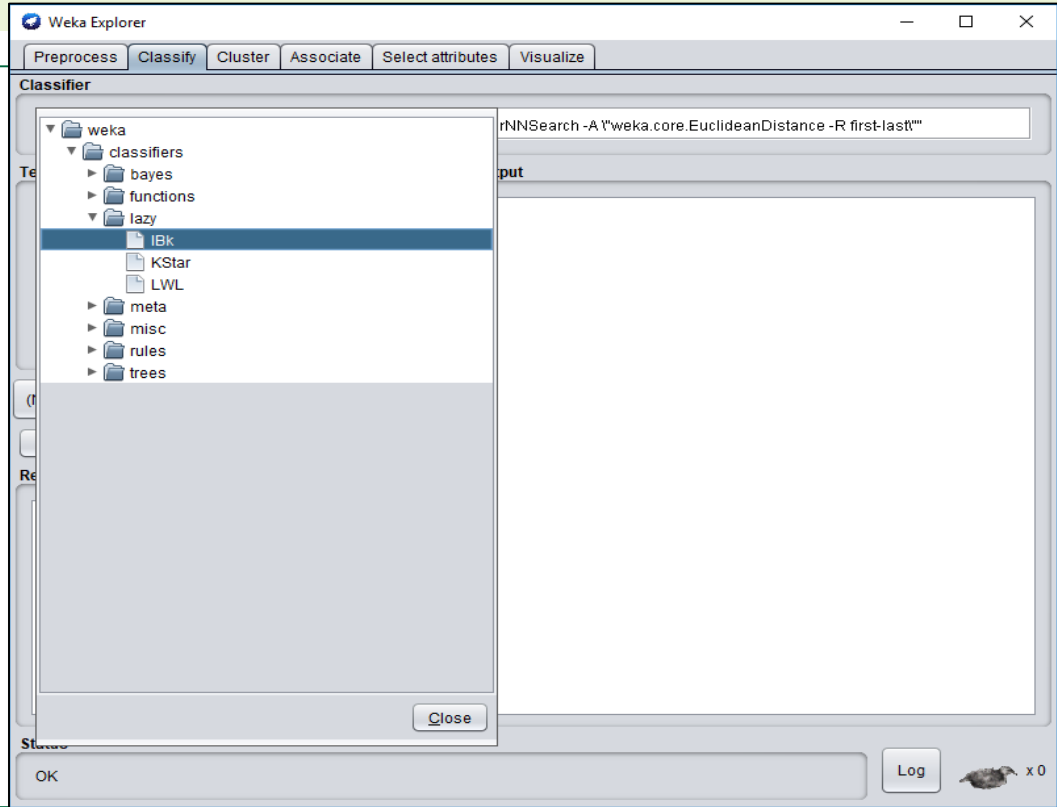 Weka Explorer
Preprocess Classify Cluster Associate Select attributes Visualize
Classifier
rNNSearch -A \"weka.core.EuclideanDistance -R first-last\""
weka
classifiers
bayes
functions
lazy
IBk
KStar
LWL
meta
misc
rules
trees
Close
Status
OK
Log
x 0